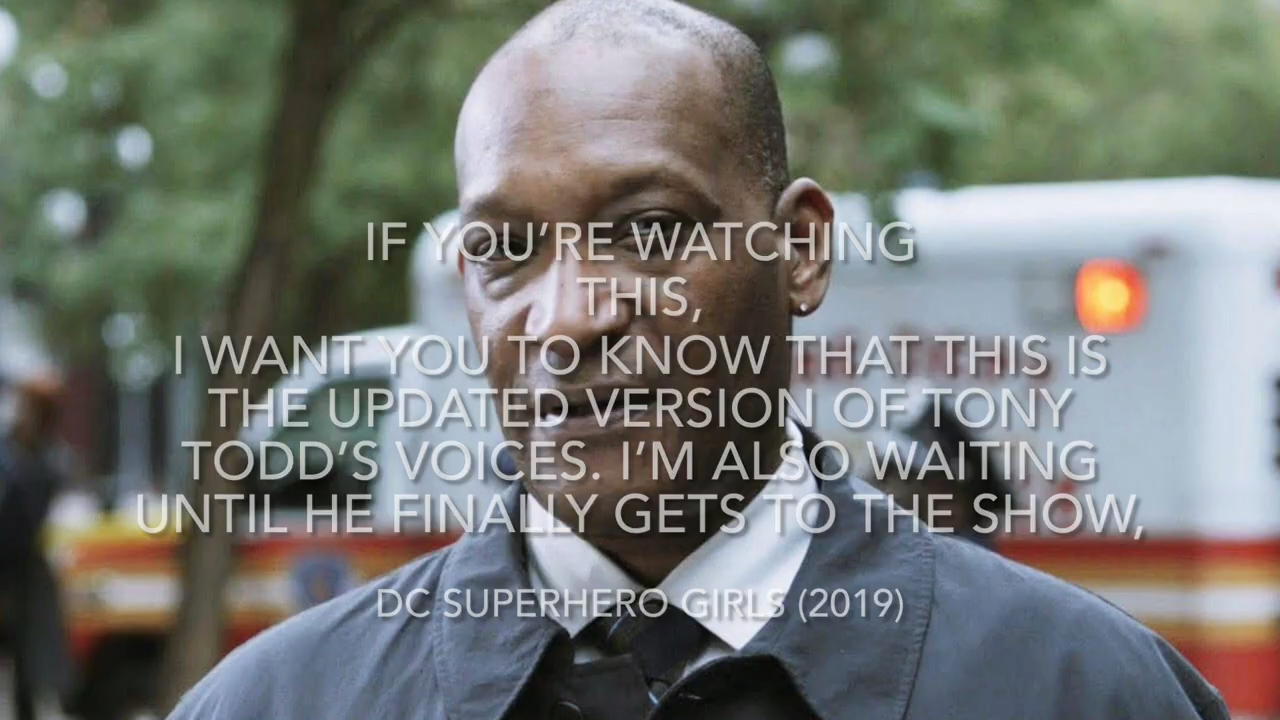 IF YOU’RE WATCHING
THIS,
I WANT YOU TO KNOW THAT THIS IS
THE UPDATED VERSION OF TONY
TODD’S VOICES. I’M ALSO WAITING
UNTIL HE FINALLY GETS TO THE SHOW,
DC SUPERHERO GIRLS (2019)